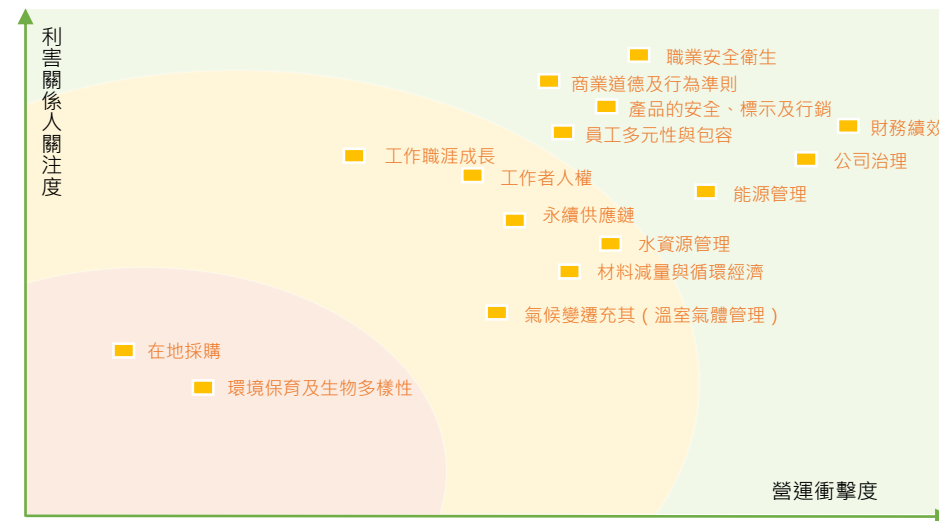 利害關係人關注度
職業安全衛生
商業道德及行為準則
產品的安全、標示及行銷
財務績效
員工多元性與包容
工作職涯成長
公司治理
工作者人權
能源管理
永續供應鏈
水資源管理
材料減量與循環經濟
氣候變遷充其(溫室氣體管理)
在地採購
環境保育及生物多樣性
營運衝擊度